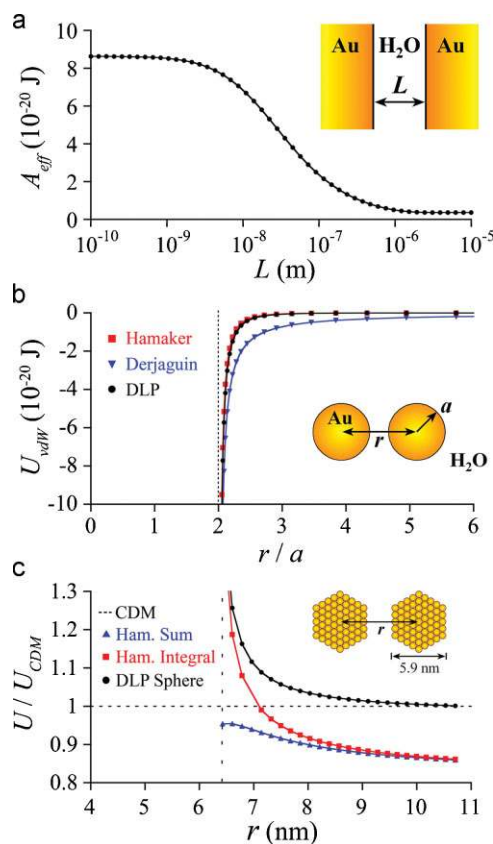 a
Au H₂O Au
L
A_eff (10⁻²⁰ J)
10
8
6
4
2
0
10⁻¹⁰ 10⁻⁹ 10⁻⁸ 10⁻⁷ 10⁻⁶ 10⁻⁵
L (m)
b
U_vdW (10⁻²⁰ J)
0
-2
-4
-6
-8
-10
Hamaker
Derjaguin
DLP
Au
a
r
H₂O
0 1 2 3 4 5 6
r / a
c
U / U_CDM
1.3
1.2
1.1
1
0.9
0.8
CDM
Ham. Sum
Ham. Integral
DLP Sphere
r
5.9 nm
4 5 6 7 8 9 10 11
r (nm)